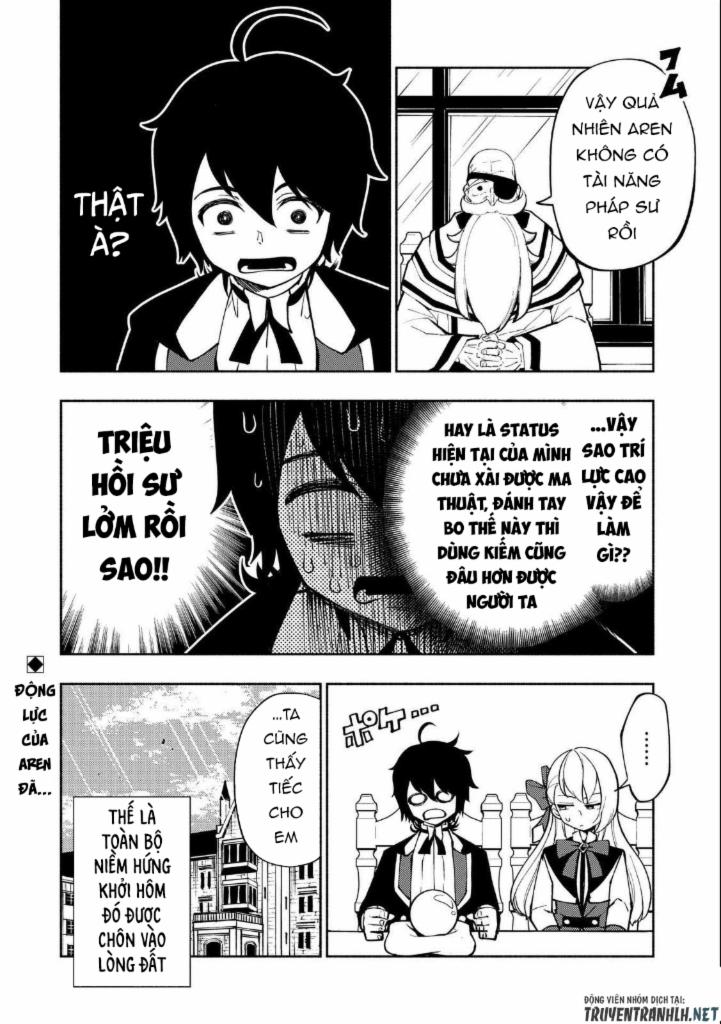 フム
VẬY QUẢ
NHIÊN AREN
KHÔNG CÓ
TÀI NĂNG
PHÁP SƯ
RỒI
THẬT
À?
...VẬY
SAO TRÍ
LỰC CAO
VẬY ĐỂ
LÀM
GÌ??
HAY LÀ STATUS
HIỆN TẠI CỦA MÌNH
CHƯA XÀI ĐƯỢC MA
THUẬT, ĐÁNH TAY
BO THẾ NÀY THÌ
DÙNG KIẾM CŨNG
ĐÂU HƠN ĐƯỢC
NGƯỜI TA
TRIỆU
HỒI SƯ
LỞM RỒI
SAO!!
......
ポケ...
...TA
CŨNG
THẤY
TIẾC
CHO
EM
THẾ LÀ
TOÀN BỘ
NIỀM HỨNG
KHỞI HÔM
ĐÓ ĐƯỢC
CHÔN VÀO
LÒNG ĐẤT
◆
ĐỘNG
LỰC
CỦA
AREN
ĐÃ...
ĐỘNG VIÊN NHÓM DỊCH TẠI:
TRUYENTRANHLH.NET